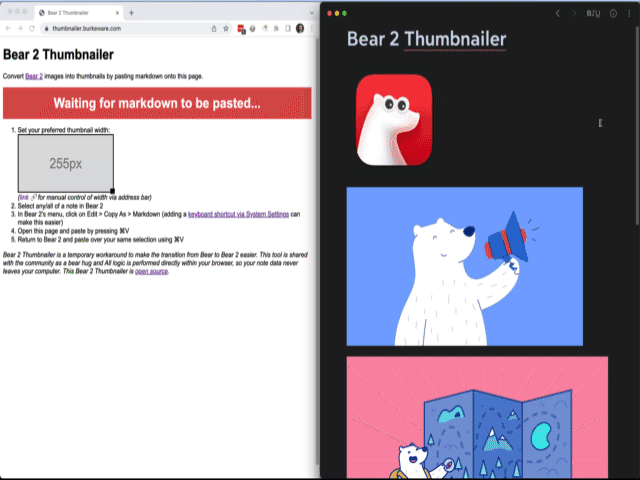 Bear 2 Thumbnailer
thumbnailer.burkeware.com
Bear 2 Thumbnailer
Convert Bear 2 images into thumbnails by pasting markdown onto this page.
Waiting for markdown to be pasted...
1. Set your preferred thumbnail width:
255px
(link 🔗 for manual control of width via address bar)
2. Select any/all of a note in Bear 2
3. In Bear 2's menu, click on Edit > Copy As > Markdown (adding a keyboard shortcut via System Settings can
make this easier)
4. Open this page and paste by pressing ⌘V
5. Return to Bear 2 and paste over your same selection using ⌘V
Bear 2 Thumbnailer is a temporary workaround to make the transition from Bear to Bear 2 easier. This tool is shared
with the community as a bear hug and All logic is performed directly within your browser, so your note data never
leaves your computer. This Bear 2 Thumbnailer is open source.
BIU
Bear 2 Thumbnailer